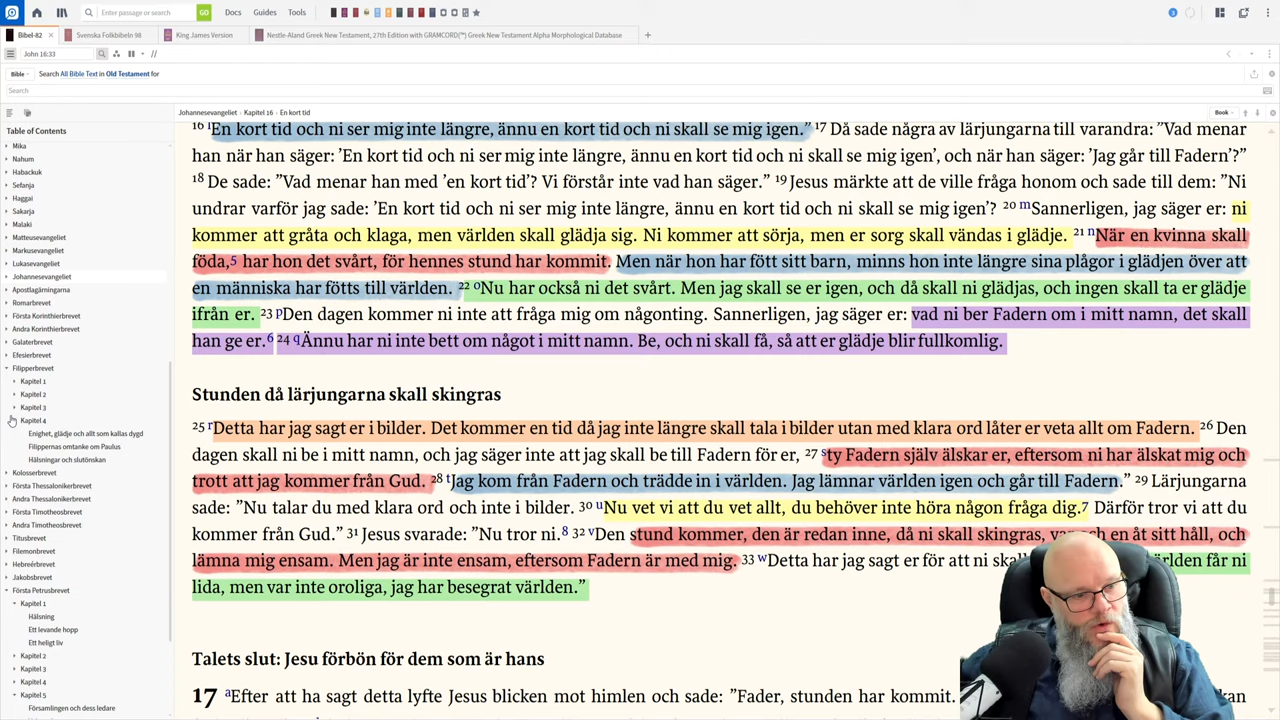 Enter passage or search
GO
Docs
Guides
Tools
3
Bibel-82
Svenska Folkbibeln 98
King James Version
Nestle-Aland Greek New Testament, 27th Edition with GRAMCORD(™) Greek New Testament Alpha Morphological Database
John 16:33
Bible
Search All Bible Text in Old Testament for
Search
Johannesevangeliet › Kapitel 16 › En kort tid
Book
Table of Contents
Mika
Nahum
Habackuk
Sefanja
Haggai
Sakarja
Malaki
Matteusevangeliet
Markusevangeliet
Lukasevangeliet
Johannesevangeliet
Apostlagärningarna
Romarbrevet
Första Korinthierbrevet
Andra Korinthierbrevet
Galaterbrevet
Efesierbrevet
Filipperbrevet
Kapitel 1
Kapitel 2
Kapitel 3
Kapitel 4
Enighet, glädje och allt som kallas dygd
Filippernas omtanke om Paulus
Hälsningar och slutönskan
Kolosserbrevet
Första Thessalonikerbrevet
Andra Thessalonikerbrevet
Första Timotheosbrevet
Andra Timotheosbrevet
Titusbrevet
Filemonbrevet
Hebreérbrevet
Jakobsbrevet
Första Petrusbrevet
Kapitel 1
Hälsning
Ett levande hopp
Ett heligt liv
Kapitel 2
Kapitel 3
Kapitel 4
Kapitel 5
Församlingen och dess ledare
16 l En kort tid och ni ser mig inte längre, ännu en kort tid och ni skall se mig igen.” 17 Då sade några av lärjungarna till varandra: ”Vad menar
han när han säger: ’En kort tid och ni ser mig inte längre, ännu en kort tid och ni skall se mig igen’, och när han säger: ’Jag går till Fadern’?”
18 De sade: ”Vad menar han med ’en kort tid’? Vi förstår inte vad han säger.” 19 Jesus märkte att de ville fråga honom och sade till dem: ”Ni
undrar varför jag sade: ’En kort tid och ni ser mig inte längre, ännu en kort tid och ni skall se mig igen’? 20 m Sannerligen, jag säger er: ni
kommer att gråta och klaga, men världen skall glädja sig. Ni kommer att sörja, men er sorg skall vändas i glädje. 21 n När en kvinna skall
föda,5 har hon det svårt, för hennes stund har kommit. Men när hon har fött sitt barn, minns hon inte längre sina plågor i glädjen över att
en människa har fötts till världen. 22 o Nu har också ni det svårt. Men jag skall se er igen, och då skall ni glädjas, och ingen skall ta er glädje
ifrån er. 23 p Den dagen kommer ni inte att fråga mig om någonting. Sannerligen, jag säger er: vad ni ber Fadern om i mitt namn, det skall
han ge er.6 24 q Ännu har ni inte bett om något i mitt namn. Be, och ni skall få, så att er glädje blir fullkomlig.
Stunden då lärjungarna skall skingras
25 r Detta har jag sagt er i bilder. Det kommer en tid då jag inte längre skall tala i bilder utan med klara ord låter er veta allt om Fadern. 26 Den
dagen skall ni be i mitt namn, och jag säger inte att jag skall be till Fadern för er, 27 s ty Fadern själv älskar er, eftersom ni har älskat mig och
trott att jag kommer från Gud. 28 t Jag kom från Fadern och trädde in i världen. Jag lämnar världen igen och går till Fadern.” 29 Lärjungarna
sade: ”Nu talar du med klara ord och inte i bilder. 30 u Nu vet vi att du vet allt, du behöver inte höra någon fråga dig.7 Därför tror vi att du
kommer från Gud.” 31 Jesus svarade: ”Nu tror ni.8 32 v Den stund kommer, den är redan inne, då ni skall skingras, en åt sitt håll, och
lämna mig ensam. Men jag är inte ensam, eftersom Fadern är med mig. 33 w Detta har jag sagt er för att ni får ni
lida, men var inte oroliga, jag har besegrat världen.”
Talets slut: Jesu förbön för dem som är hans
17 a Efter att ha sagt detta lyfte Jesus blicken mot himlen och sade: ”Fader, stunden har kommit.